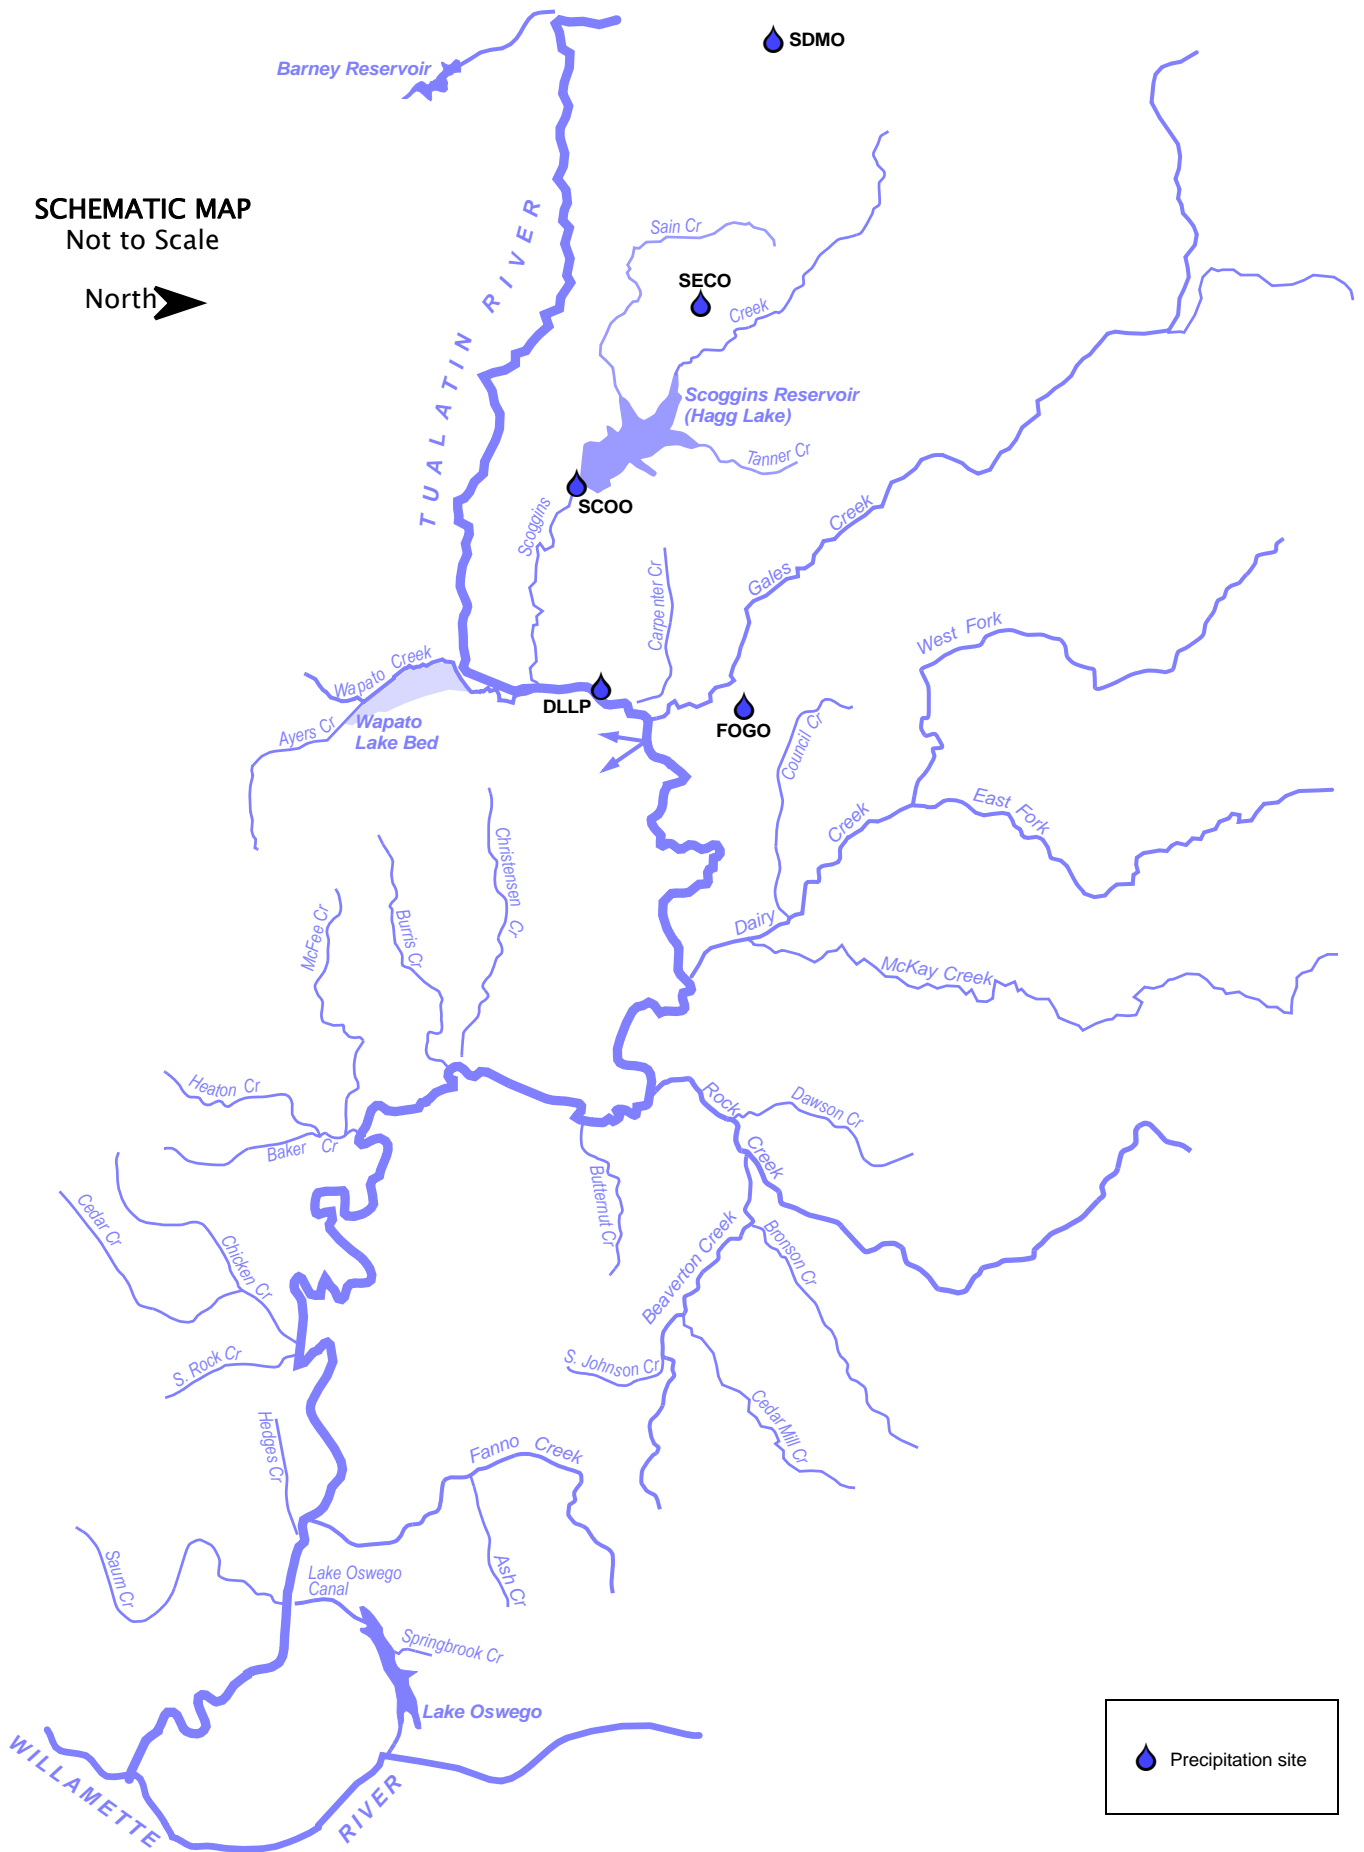 SDMO
Barney Reservoir
SCHEMATIC MAP
Not to Scale
North
TUALATIN RIVER
Sain Cr
SECO
Creek
Scoggins Reservoir
(Hagg Lake)
Tanner Cr
SCOO
Scoggins
Creek
Gales
Carpenter Cr
West Fork
Wapato Creek
DLLP
FOGO
Ayers Cr
Wapato
Lake Bed
Council Cr
East Fork
Creek
Christensen Cr
Burris Cr
McFee Cr
Dairy
McKay Creek
Heaton Cr
Rock
Creek
Dawson Cr
Baker Cr
Butternut Cr
Cedar Cr
Chicken Cr
Beaverton Creek
Bronson Cr
S. Rock Cr
S. Johnson Cr
Cedar Mill Cr
Hedges Cr
Fanno Creek
Ash Cr
Saum Cr
Lake Oswego
Canal
Springbrook Cr
Lake Oswego
WILLAMETTE
RIVER
Precipitation site